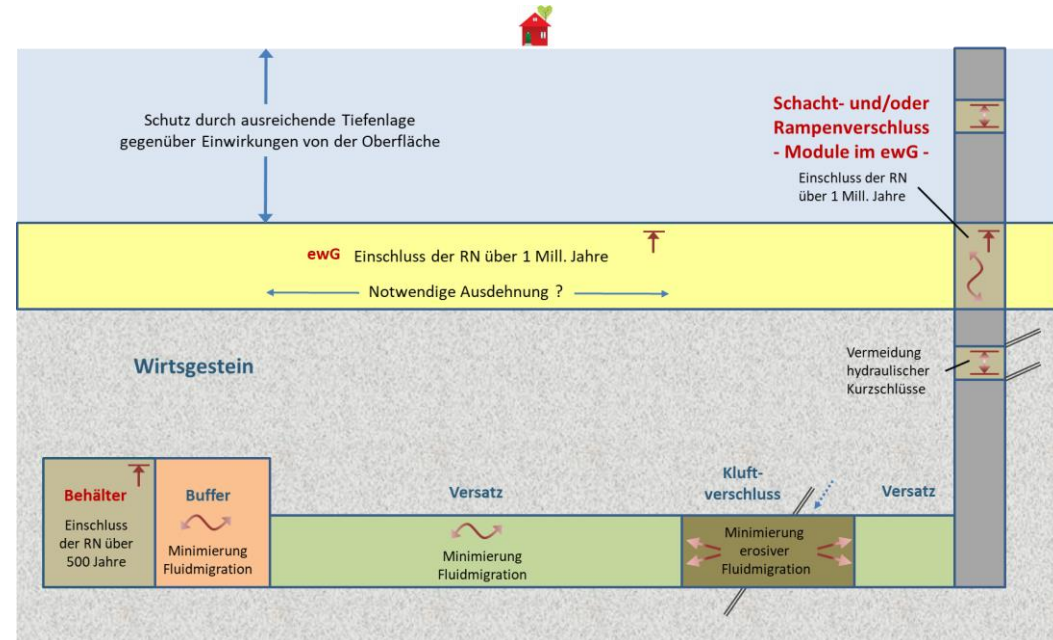 Schutz durch ausreichende Tiefenlage
gegenüber Einwirkungen von der Oberfläche
Schacht- und/oder
Rampenverschluss
- Module im ewG -
Einschluss der RN
über 1 Mill. Jahre
ewG Einschluss der RN über 1 Mill. Jahre
Notwendige Ausdehnung ?
Wirtsgestein
Vermeidung
hydraulischer
Kurzschlüsse
Behälter
Einschluss
der RN über
500 Jahre
Buffer
Minimierung
Fluidmigration
Versatz
Minimierung
Fluidmigration
Kluft-
verschluss
Minimierung
erosiver
Fluidmigration
Versatz